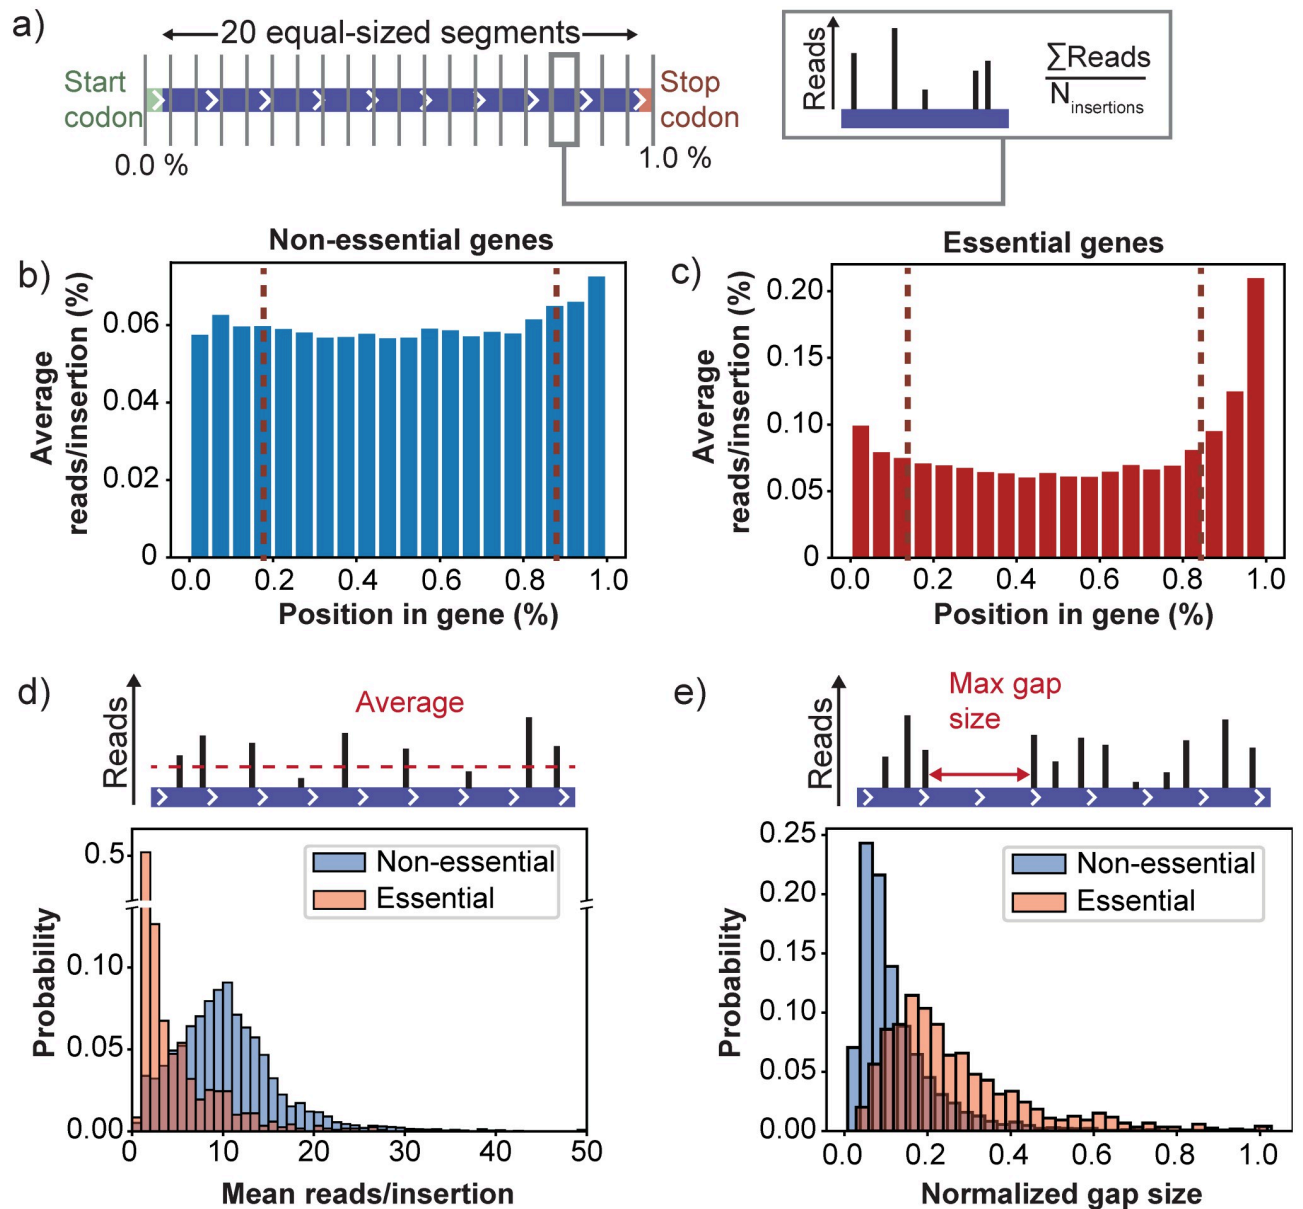 a)
20 equal-sized segments
Start
codon
Stop
codon
0.0 %
1.0 %
Reads
∑Reads
N insertions
b)
Non-essential genes
Average
reads/insertion (%)
0.06
0.04
0.02
0
0.0 0.2 0.4 0.6 0.8 1.0
Position in gene (%)
c)
Essential genes
Average
reads/insertion (%)
0.20
0.15
0.10
0.05
0
0.0 0.2 0.4 0.6 0.8 1.0
Position in gene (%)
d)
Reads
Average
Non-essential
Essential
Probability
0.5
0.10
0.05
0.00
0 10 20 30 40 50
Mean reads/insertion
e)
Reads
Max gap
size
Non-essential
Essential
Probability
0.25
0.20
0.15
0.10
0.05
0.00
0.0 0.2 0.4 0.6 0.8 1.0
Normalized gap size